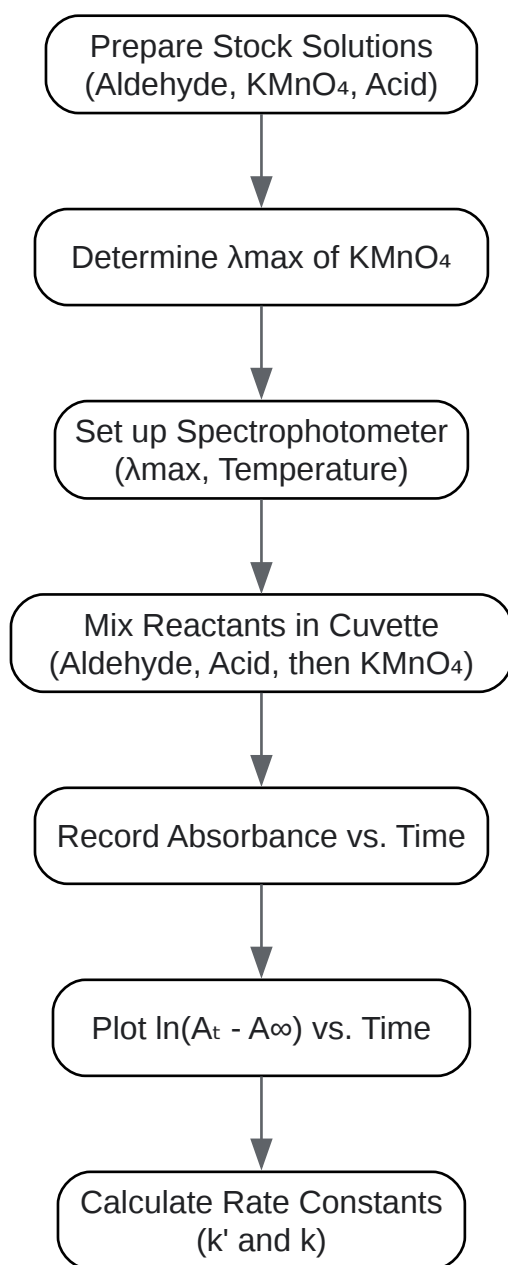 Prepare Stock Solutions
(Aldehyde, KMnO₄, Acid)
Determine λmax of KMnO₄
Set up Spectrophotometer
(λmax, Temperature)
Mix Reactants in Cuvette
(Aldehyde, Acid, then KMnO₄)
Record Absorbance vs. Time
Plot ln(Aₜ - A∞) vs. Time
Calculate Rate Constants
(k' and k)